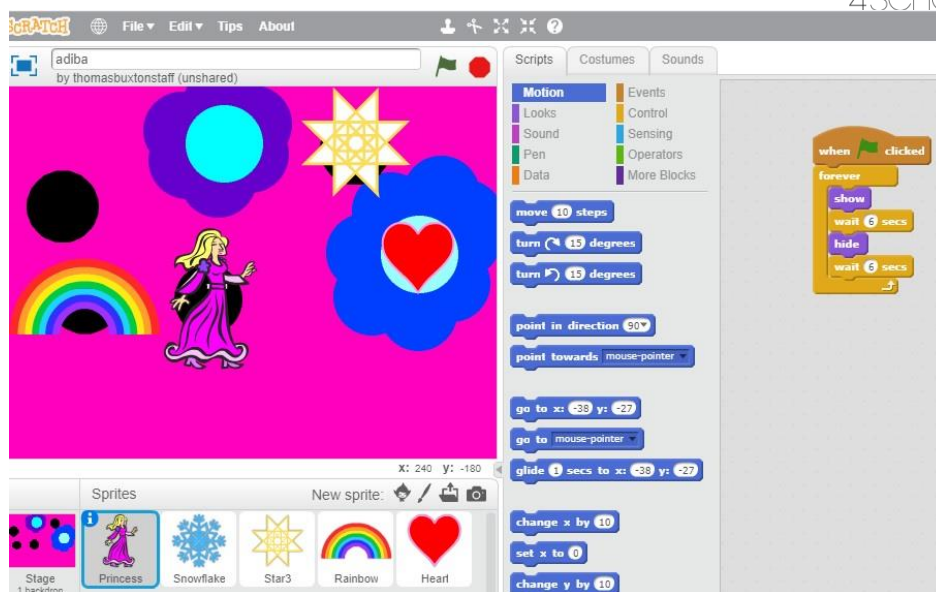 SCRATCH File▼ Edit▼ Tips About
adiba
by thomasbuxtonstaff (unshared)
X: 240 y: -180
Sprites New sprite:
Stage
1 backdrop
Princess Snowflake Star3 Rainbow Heart
Scripts Costumes Sounds
Motion Events
Looks Control
Sound Sensing
Pen Operators
Data More Blocks
move 10 steps
turn 15 degrees
turn 15 degrees
point in direction 90▼
point towards mouse-pointer
go to x: -38 y: -27
go to mouse-pointer
glide 1 secs to x: -38 y: -27
change x by 10
set x to 0
change y by 10
when clicked
forever
show
wait 6 secs
hide
wait 6 secs